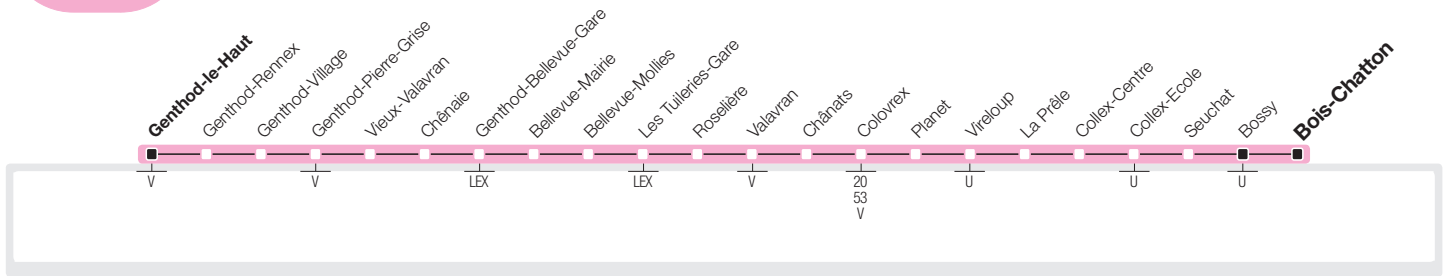 Genthod-le-Haut
Genthod-Rennex
Genthod-Village
Genthod-Pierre-Grise
Vieux-Valavran
Chênaie
Genthod-Bellevue-Gare
Bellevue-Mairie
Bellevue-Mollies
Les Tuileries-Gare
Roselière
Valavran
Chânats
Colovrex
Planet
Vireloup
La Prêle
Collex-Centre
Collex-Ecole
Seuchat
Bossy
Bois-Chatton
V
V
LEX
LEX
V
20
53
V
U
U
U